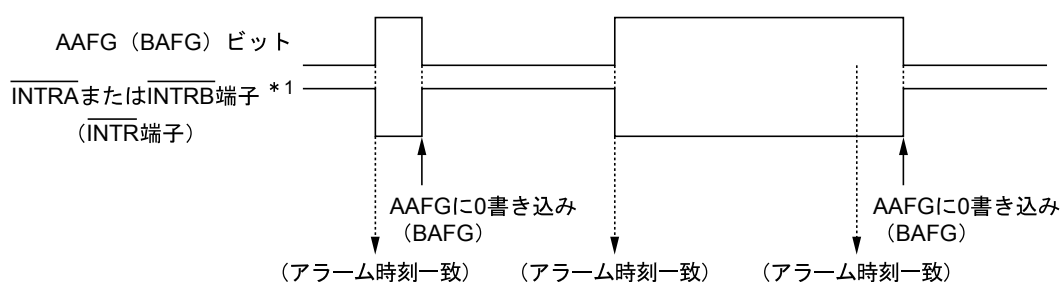 AAFG（BAFG）ビット
INTRAまたはINTRB端子 *1
（INTR端子）
AAFGに0書き込み
（BAFG）
AAFGに0書き込み
（BAFG）
（アラーム時刻一致）
（アラーム時刻一致）
（アラーム時刻一致）